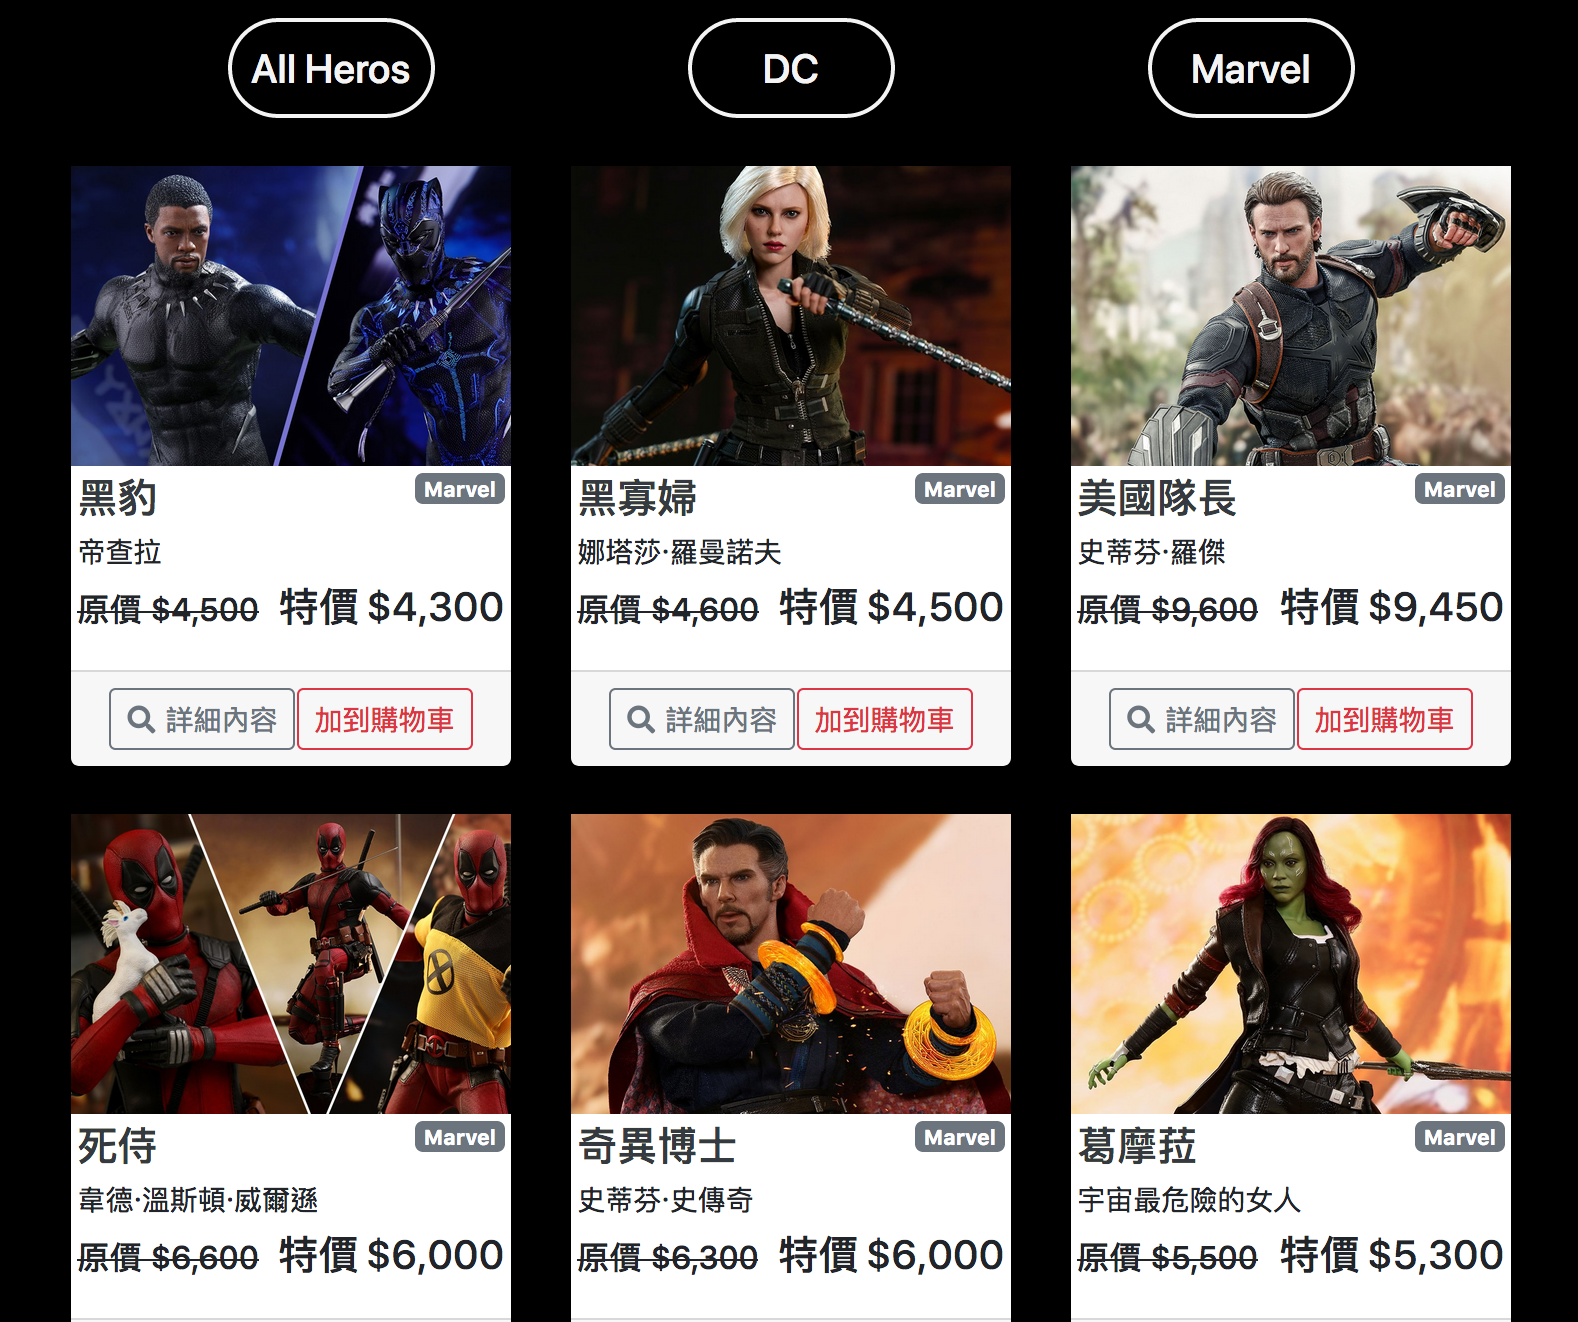 All Heros
DC
Marvel
黑豹
Marvel
帝查拉
原價 $4,500 特價 $4,300
詳細內容
加到購物車
黑寡婦
Marvel
娜塔莎·羅曼諾夫
原價 $4,600 特價 $4,500
詳細內容
加到購物車
美國隊長
Marvel
史蒂芬·羅傑
原價 $9,600 特價 $9,450
詳細內容
加到購物車
死侍
Marvel
韋德·溫斯頓·威爾遜
原價 $6,600 特價 $6,000
奇異博士
Marvel
史蒂芬·史傳奇
原價 $6,300 特價 $6,000
葛摩菈
Marvel
宇宙最危險的女人
原價 $5,500 特價 $5,300